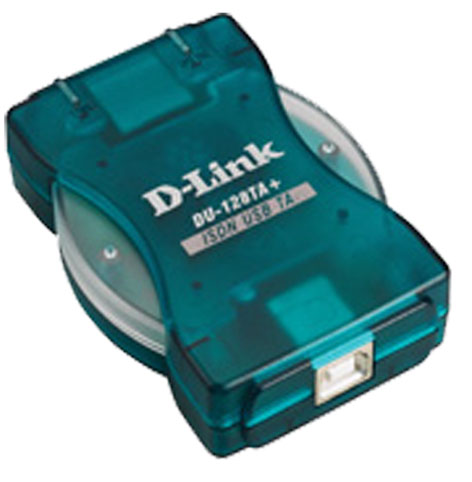 D-Link
DU-128TA+
ISDN USB TA